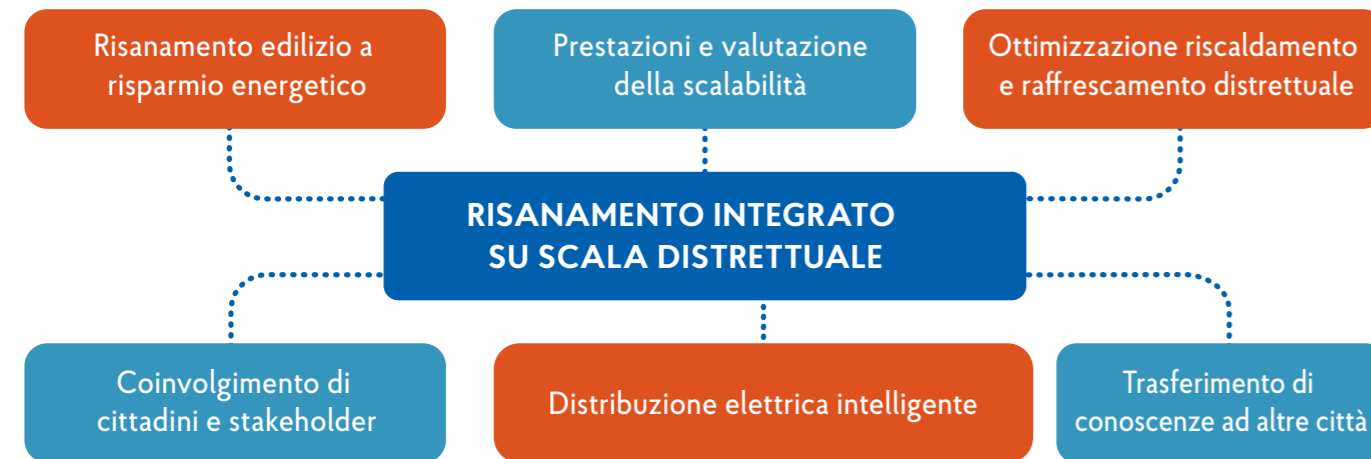 Risanamento edilizio a
risparmio energetico
Prestazioni e valutazione
della scalabilità
Ottimizzazione riscaldamento
e raffrescamento distrettuale
RISANAMENTO INTEGRATO
SU SCALA DISTRETTUALE
Coinvolgimento di
cittadini e stakeholder
Distribuzione elettrica intelligente
Trasferimento di
conoscenze ad altre città